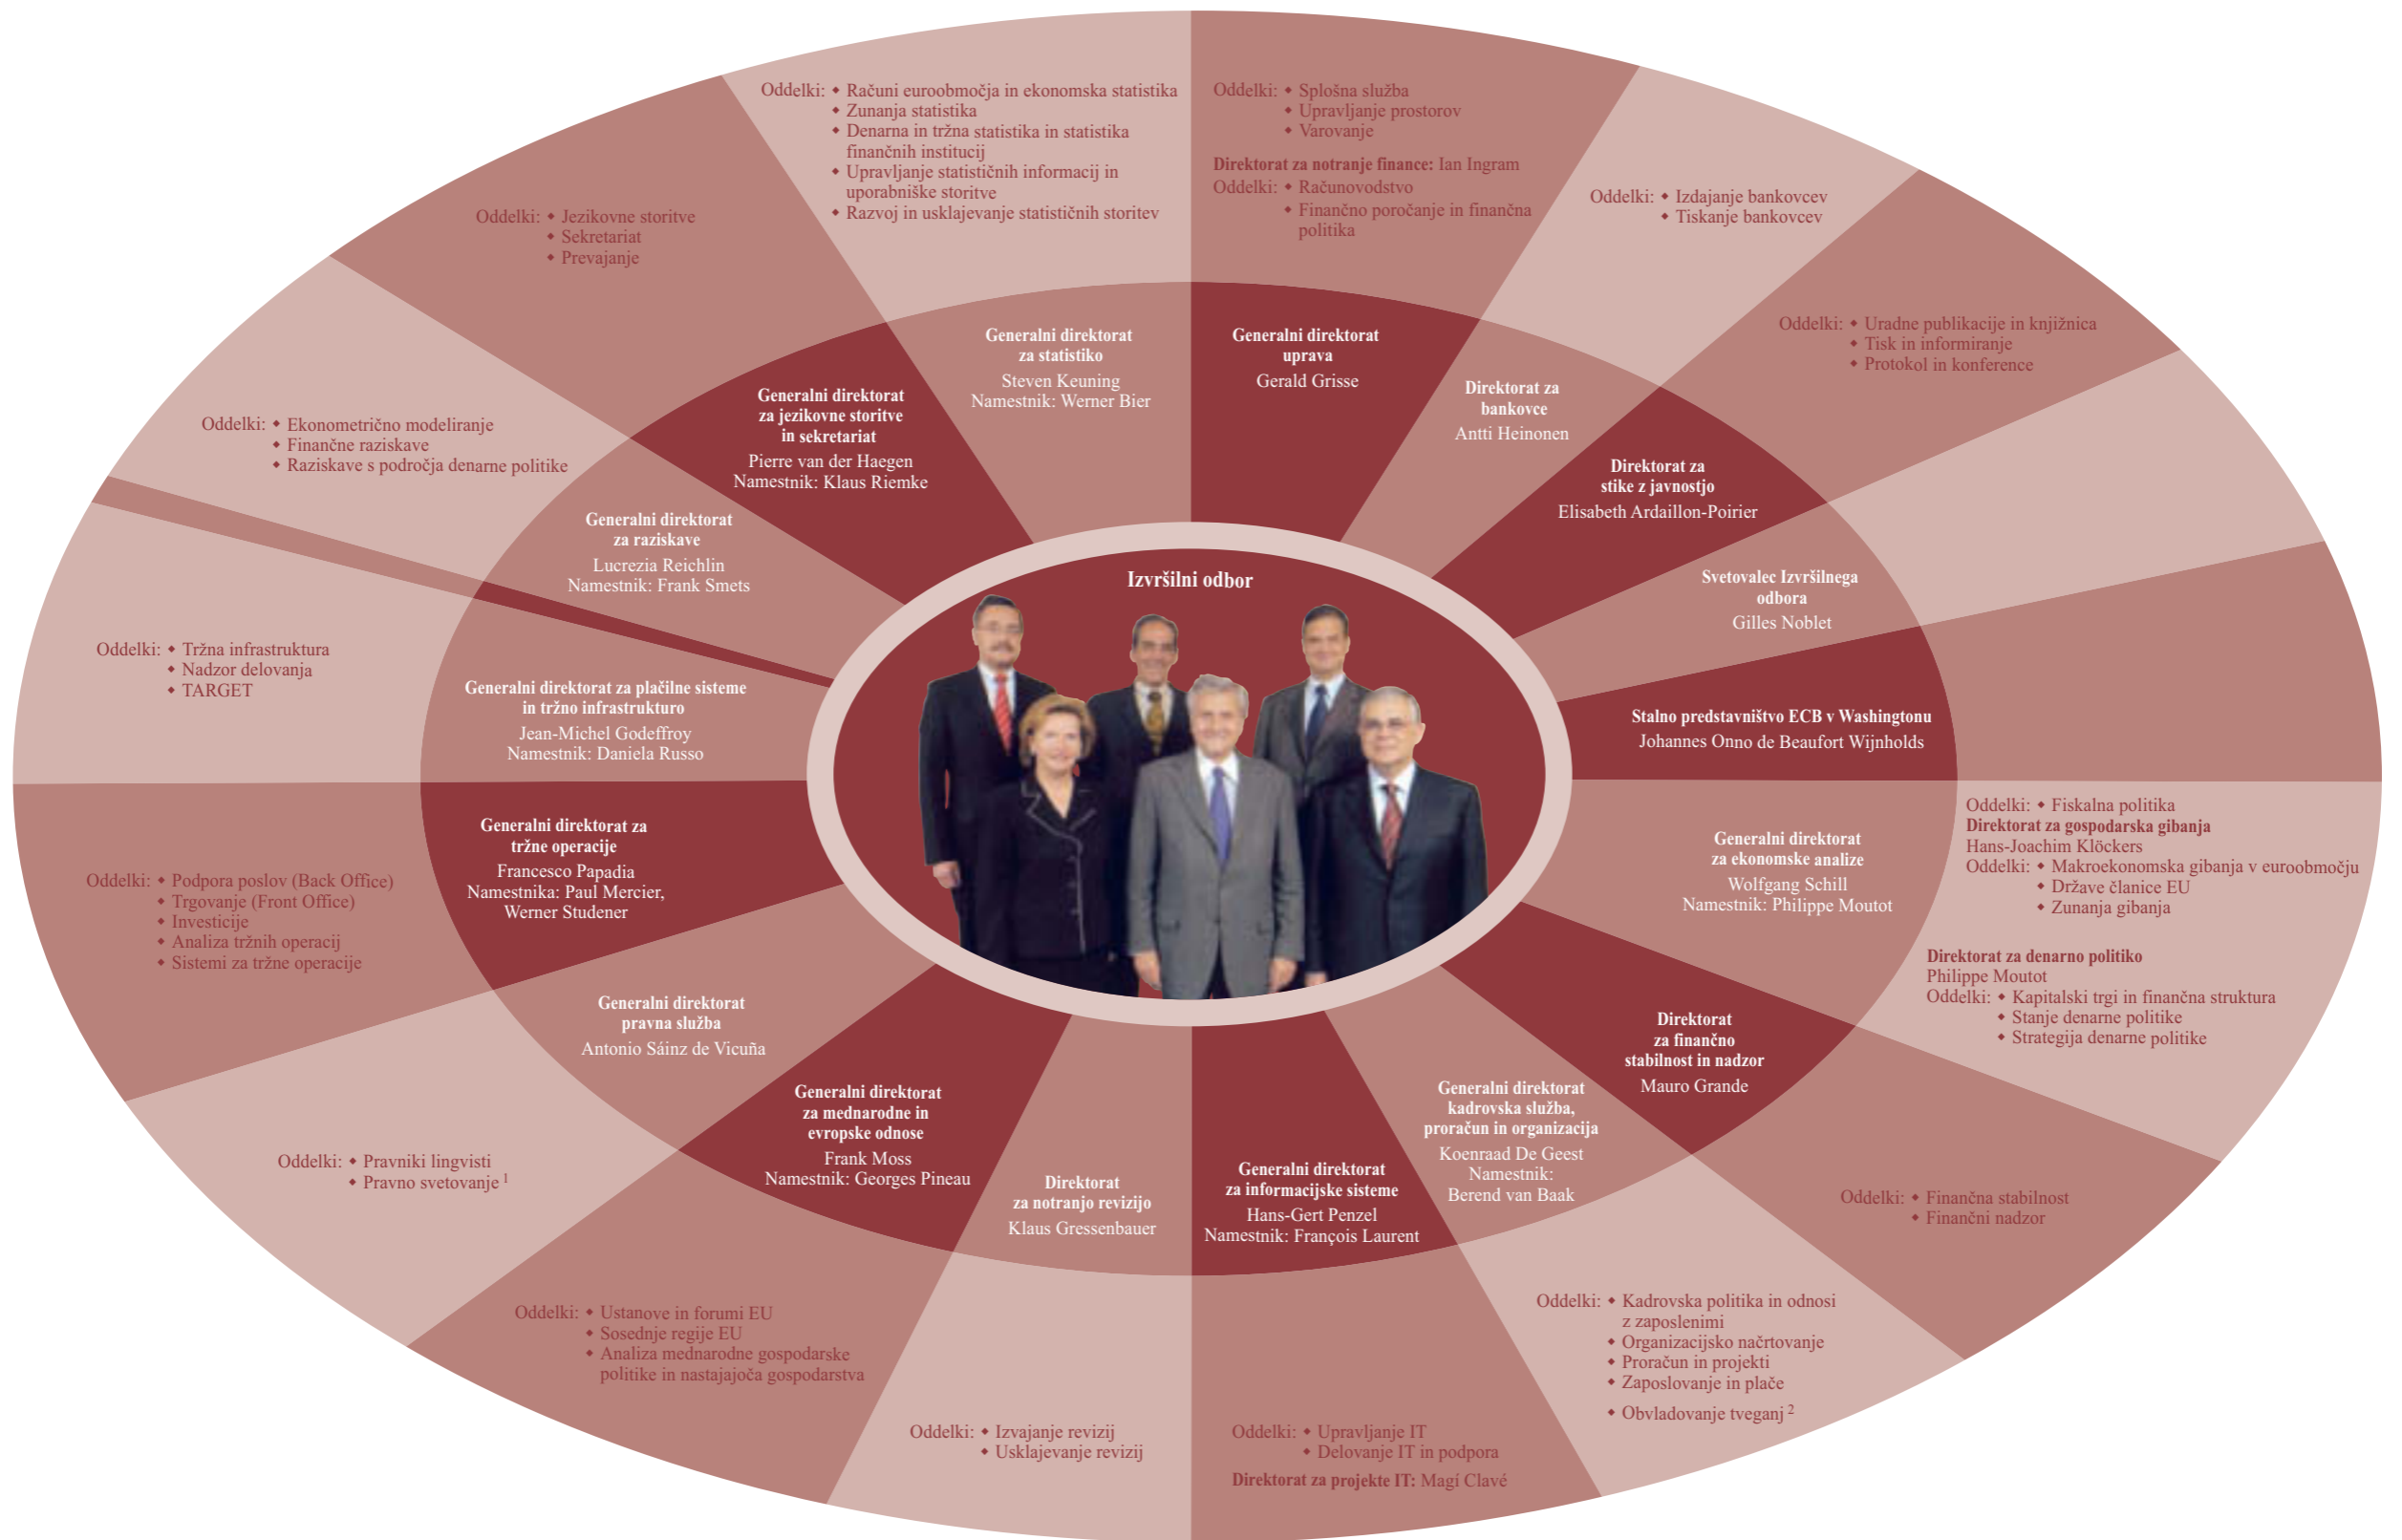 Oddelki: ◆ Računi euroobmočja in ekonomska statistika
◆ Zunanja statistika
◆ Denarna in tržna statistika in statistika
finančnih institucij
◆ Upravljanje statističnih informacij in
uporabniške storitve
◆ Razvoj in usklajevanje statističnih storitev
Oddelki: ◆ Splošna služba
◆ Upravljanje prostorov
◆ Varovanje
Direktorat za notranje finance: Ian Ingram
Oddelki: ◆ Računovodstvo
◆ Finančno poročanje in finančna
politika
Oddelki: ◆ Izdajanje bankovcev
◆ Tiskanje bankovcev
Oddelki: ◆ Uradne publikacije in knjižnica
◆ Tisk in informiranje
◆ Protokol in konference
Oddelki: ◆ Jezikovne storitve
◆ Sekretariat
◆ Prevajanje
Oddelki: ◆ Ekonometrično modeliranje
◆ Finančne raziskave
◆ Raziskave s področja denarne politike
Oddelki: ◆ Tržna infrastruktura
◆ Nadzor delovanja
◆ TARGET
Generalni direktorat
za statistiko
Steven Keuning
Namestnik: Werner Bier
Generalni direktorat
uprava
Gerald Grisse
Direktorat za
bankovce
Antti Heinonen
Direktorat za
stike z javnostjo
Elisabeth Ardaillon-Poirier
Svetovalec Izvršilnega
odbora
Gilles Noblet
Stalno predstavništvo ECB v Washingtonu
Johannes Onno de Beaufort Wijnholds
Generalni direktorat
za jezikovne storitve
in sekretariat
Pierre van der Haegen
Namestnik: Klaus Riemke
Generalni direktorat
za raziskave
Lucrezia Reichlin
Namestnik: Frank Smets
Generalni direktorat za plačilne sisteme
in tržno infrastrukturo
Jean-Michel Godeffroy
Namestnik: Daniela Russo
Izvršilni odbor
Generalni direktorat za
tržne operacije
Francesco Papadia
Namestnika: Paul Mercier,
Werner Studener
Oddelki: ◆ Podpora poslov (Back Office)
◆ Trgovanje (Front Office)
◆ Investicije
◆ Analiza tržnih operacij
◆ Sistemi za tržne operacije
Generalni direktorat
za ekonomske analize
Wolfgang Schill
Namestnik: Philippe Moutot
Oddelki: ◆ Fiskalna politika
Direktorat za gospodarska gibanja
Hans-Joachim Klöckers
Oddelki: ◆ Makroekonomska gibanja v euroobmočju
◆ Države članice EU
◆ Zunanja gibanja
Direktorat za denarno politiko
Philippe Moutot
Oddelki: ◆ Kapitalski trgi in finančna struktura
◆ Stanje denarne politike
◆ Strategija denarne politike
Generalni direktorat
pravna služba
Antonio Sáinz de Vicuña
Oddelki: ◆ Pravniki lingvisti
◆ Pravno svetovanje 1
Generalni direktorat
za mednarodne in
evropske odnose
Frank Moss
Namestnik: Georges Pineau
Oddelki: ◆ Ustanove in forumi EU
◆ Sosednje regije EU
◆ Analiza mednarodne gospodarske
politike in nastajajoča gospodarstva
Direktorat
za notranjo revizijo
Klaus Gressenbauer
Oddelki: ◆ Izvajanje revizij
◆ Usklajevanje revizij
Generalni direktorat
za informacijske sisteme
Hans-Gert Penzel
Namestnik: François Laurent
Oddelki: ◆ Upravljanje IT
◆ Delovanje IT in podpora
Direktorat za projekte IT: Magí Clavé
Generalni direktorat
kadrovska služba,
proračun in organizacija
Koenraad De Geest
Namestnik:
Berend van Baak
Oddelki: ◆ Kadrovska politika in odnosi
z zaposlenimi
◆ Organizacijsko načrtovanje
◆ Proračun in projekti
◆ Zaposlovanje in plače
◆ Obvladovanje tveganj 2
Direktorat
za finančno
stabilnost in nadzor
Mauro Grande
Oddelki: ◆ Finančna stabilnost
◆ Finančni nadzor